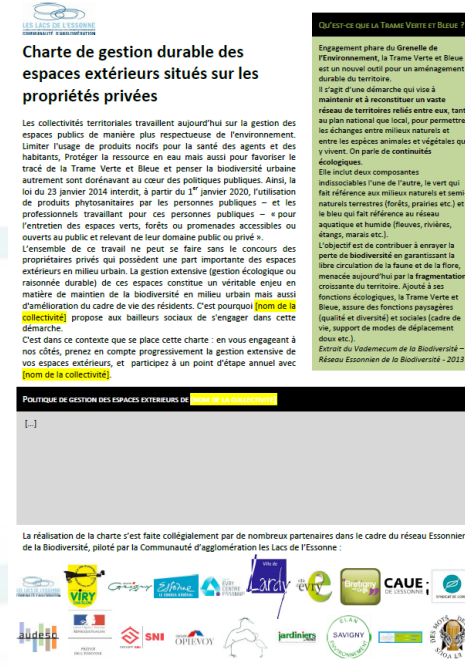 LES LACS DE L'ESSONNE
COMMUNAUTÉ D'AGGLOMÉRATION
Charte de gestion durable des
espaces extérieurs situés sur les
propriétés privées
Les collectivités territoriales travaillent aujourd'hui sur la gestion des
espaces publics de manière plus respectueuse de l'environnement.
Limiter l'usage de produits nocifs pour la santé des agents et des
habitants, Protéger la ressource en eau mais aussi pour favoriser le
tracé de la Trame Verte et Bleue et penser la biodiversité urbaine
autrement sont dorénavant au cœur des politiques publiques. Ainsi, la
loi du 23 janvier 2014 interdit, à partir du 1er janvier 2020, l'utilisation
de produits phytosanitaires par les personnes publiques – et les
professionnels travaillant pour ces personnes publiques – « pour
l'entretien des espaces verts, forêts ou promenades accessibles ou
ouverts au public et relevant de leur domaine public ou privé ».
L'ensemble de ce travail ne peut se faire sans le concours des
propriétaires privés qui possèdent une part importante des espaces
extérieurs en milieu urbain. La gestion extensive (gestion écologique ou
raisonnée durable) de ces espaces constitue un véritable enjeu en
matière de maintien de la biodiversité en milieu urbain mais aussi
d'amélioration du cadre de vie des résidents. C'est pourquoi [nom de la
collectivité] propose aux bailleurs sociaux de s'engager dans cette
démarche.
C'est dans ce contexte que se place cette charte : en vous engageant à
nos côtés, prenez en compte progressivement la gestion extensive de
vos espaces extérieurs, et participez à un point d'étape annuel avec
[nom de la collectivité].
QU'EST-CE QUE LA TRAME VERTE ET BLEUE ?
Engagement phare du Grenelle de
l'Environnement, la Trame Verte et Bleue
est un nouvel outil pour un aménagement
durable du territoire.
Il s'agit d'une démarche qui vise à
maintenir et à reconstituer un vaste
réseau de territoires reliés entre eux, tant
au plan national que local, pour permettre
les échanges entre milieux naturels et
entre les espèces animales et végétales qui
y vivent. On parle de continuités
écologiques.
Elle inclut deux composantes
indissociables l'une de l'autre, le vert qui
fait référence aux milieux naturels et semi-
naturels terrestres (forêts, prairies etc.) et
le bleu qui fait référence au réseau
aquatique et humide (fleuves, rivières,
étangs, marais etc.).
L'objectif est de contribuer à enrayer la
perte de biodiversité en garantissant la
libre circulation de la faune et de la flore,
menacée aujourd'hui par la fragmentation
croissante du territoire. Ajouté à ses
fonctions écologiques, la Trame Verte et
Bleue, assure des fonctions paysagères
(qualité et diversité) et sociales (cadre de
vie, support de modes de déplacement
doux etc.).
Extrait du Vademecum de la Biodiversité –
Réseau Essonnien de la Biodiversité - 2013
POLITIQUE DE GESTION DES ESPACES EXTERIEURS DE [NOM DE LA COLLECTIVITÉ]
[...]
La réalisation de la charte s'est faite collégialement par de nombreux partenaires dans le cadre du réseau Essonnien
de la Biodiversité, piloté par la Communauté d'agglomération les Lacs de l'Essonne :
VIRY
Grigny
Essonne
Ville de
Lardy
évry
Bretigny
CAUE
DE L'ESSONNE
audeso
SNI
OPIEVOY
jardiniers
ELAN
SAVIGNY
ENVIRONNEMENT